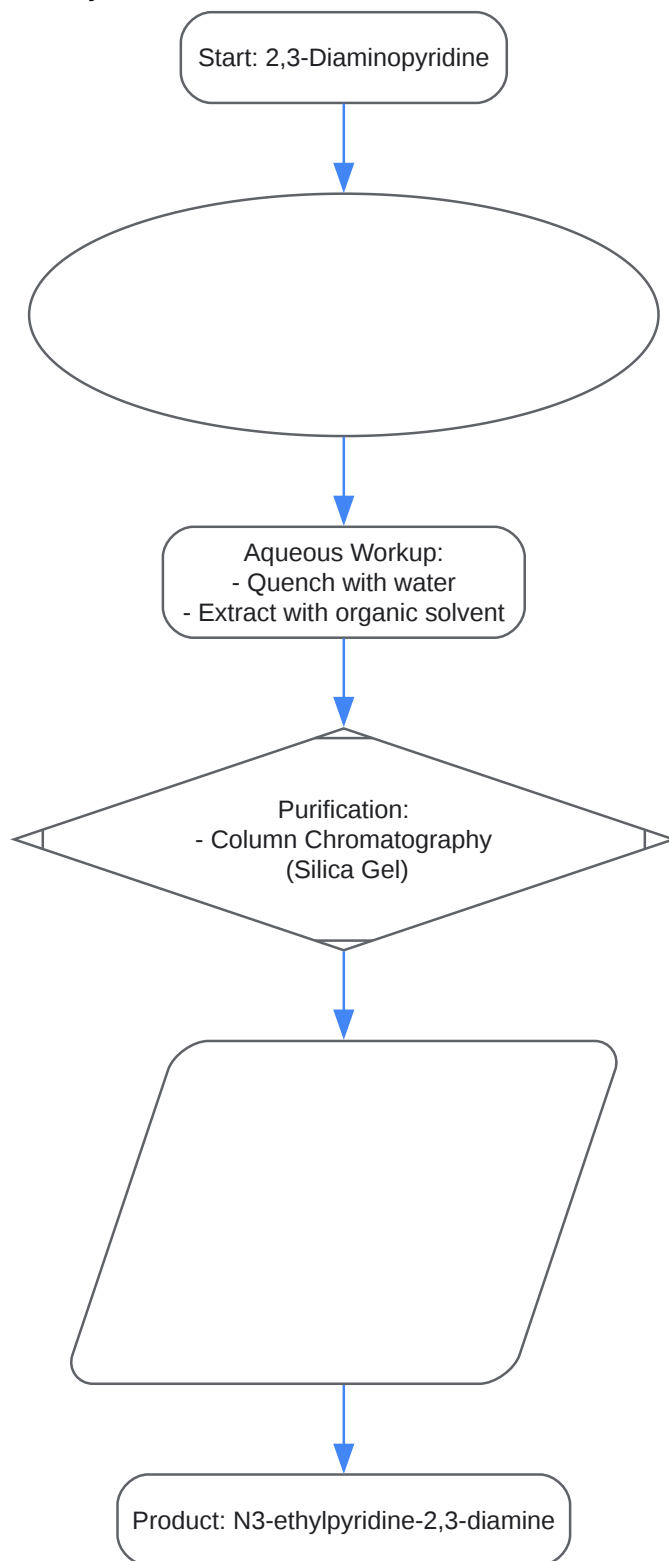 Start: 2,3-Diaminopyridine
Aqueous Workup:
- Quench with water
- Extract with organic solvent
Purification:
- Column Chromatography
(Silica Gel)
Product: N3-ethylpyridine-2,3-diamine